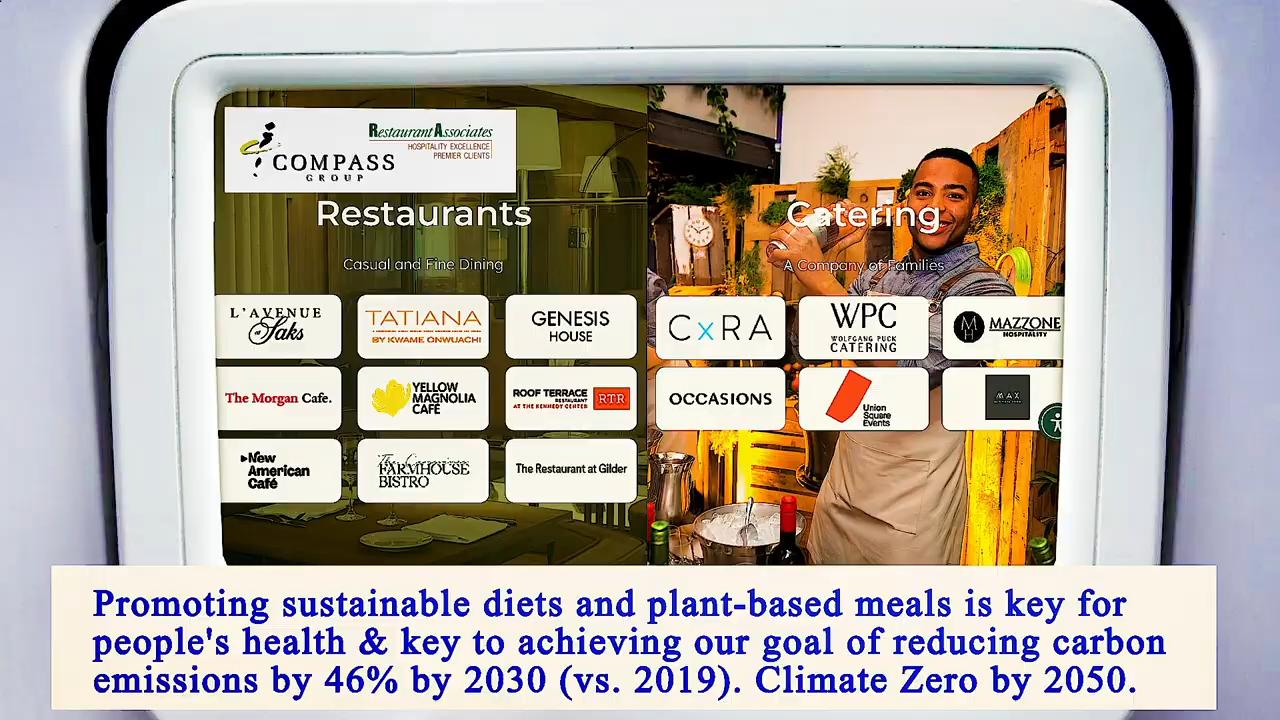 COMPASS
GROUP
Restaurant Associates
HOSPITALITY EXCELLENCE
PREMIER CLIENTS
Restaurants
Casual and Fine Dining
L'AVENUE
at Saks
TATIANA
BY KWAME ONWUACHI
GENESIS
HOUSE
The Morgan Cafe.
YELLOW
MAGNOLIA
CAFÉ
ROOF TERRACE
RESTAURANT
AT THE KENNEDY CENTER
RTR
New
American
Café
FARMHOUSE
BISTRO
The Restaurant at Gilder
Catering
A Company of Families
CxRA
WPC
WOLFGANG PUCK
CATERING
M H
MAZZONE
HOSPITALITY
OCCASIONS
Union
Square
Events
MAX
Promoting sustainable diets and plant-based meals is key for
people's health & key to achieving our goal of reducing carbon
emissions by 46% by 2030 (vs. 2019). Climate Zero by 2050.